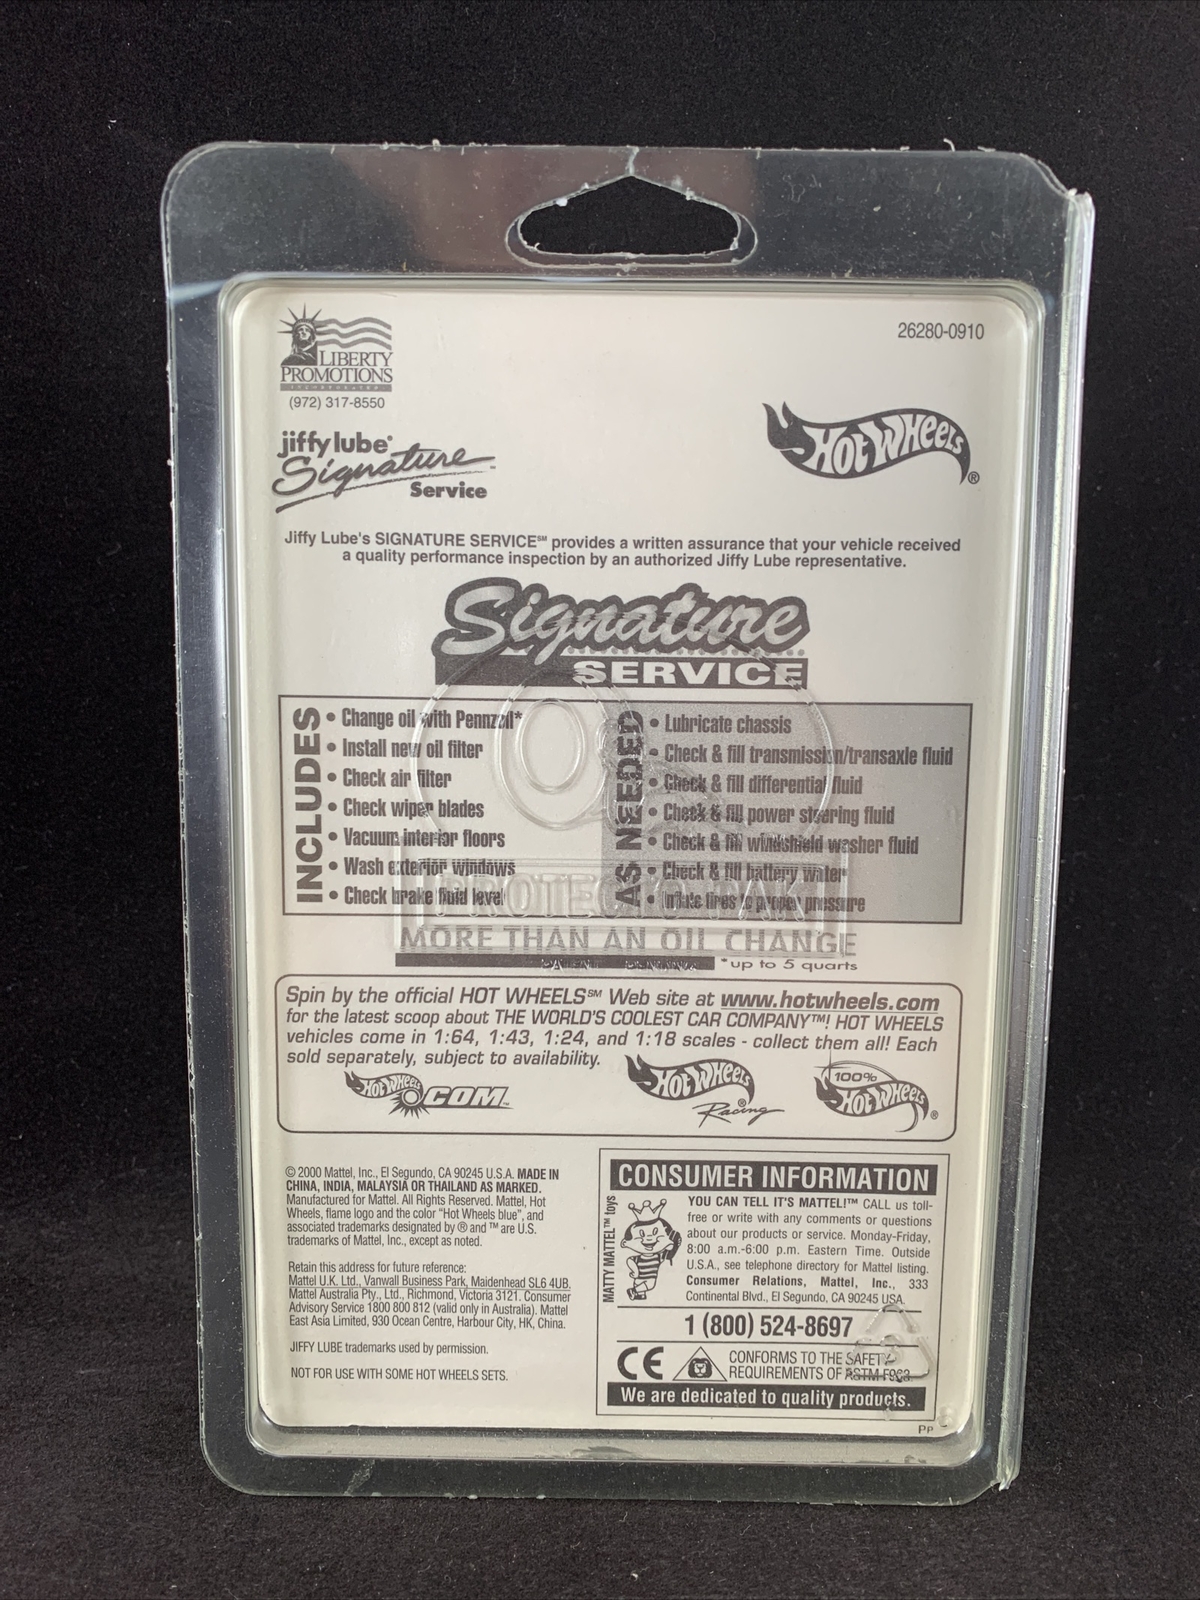 26280-0910
LIBERTY
PROMOTIONS
INCORPORATED
(972) 317-8550
HOT WHEELS®
jiffy lube®
Signature™
Service
Jiffy Lube's SIGNATURE SERVICE℠ provides a written assurance that your vehicle received
a quality performance inspection by an authorized Jiffy Lube representative.
Signature
SERVICE
INCLUDES
• Change oil with Pennzoil*
• Install new oil filter
• Check air filter
• Check wiper blades
• Vacuum interior floors
• Wash exterior windows
• Check brake fluid level
AS NEEDED
• Lubricate chassis
• Check & fill transmission/transaxle fluid
• Check & fill differential fluid
• Check & fill power steering fluid
• Check & fill windshield washer fluid
• Check & fill battery water
• Inflate tires to proper pressure
PROTECTO PAK
MORE THAN AN OIL CHANGE
*up to 5 quarts
Spin by the official HOT WHEELS℠ Web site at www.hotwheels.com
for the latest scoop about THE WORLD'S COOLEST CAR COMPANY™! HOT WHEELS
vehicles come in 1:64, 1:43, 1:24, and 1:18 scales - collect them all! Each
sold separately, subject to availability.
HOT WHEELS.COM™
HOT WHEELS®
Racing
100%
HOT WHEELS®
© 2000 Mattel, Inc., El Segundo, CA 90245 U.S.A. MADE IN
CHINA, INDIA, MALAYSIA OR THAILAND AS MARKED.
Manufactured for Mattel. All Rights Reserved. Mattel, Hot
Wheels, flame logo and the color “Hot Wheels blue”, and
associated trademarks designated by ® and ™ are U.S.
trademarks of Mattel, Inc., except as noted.
Retain this address for future reference:
Mattel U.K. Ltd., Vanwall Business Park, Maidenhead SL6 4UB.
Mattel Australia Pty., Ltd., Richmond, Victoria 3121. Consumer
Advisory Service 1800 800 812 (valid only in Australia). Mattel
East Asia Limited, 930 Ocean Centre, Harbour City, HK, China.
JIFFY LUBE trademarks used by permission.
NOT FOR USE WITH SOME HOT WHEELS SETS.
CONSUMER INFORMATION
MATTY MATTEL™ toys
YOU CAN TELL IT'S MATTEL!™ CALL us toll-
free or write with any comments or questions
about our products or service. Monday-Friday,
8:00 a.m.-6:00 p.m. Eastern Time. Outside
U.S.A., see telephone directory for Mattel listing.
Consumer Relations, Mattel, Inc., 333
Continental Blvd., El Segundo, CA 90245 USA.
1 (800) 524-8697
CE
CONFORMS TO THE SAFETY
REQUIREMENTS OF ASTM F963.
We are dedicated to quality products.
PP